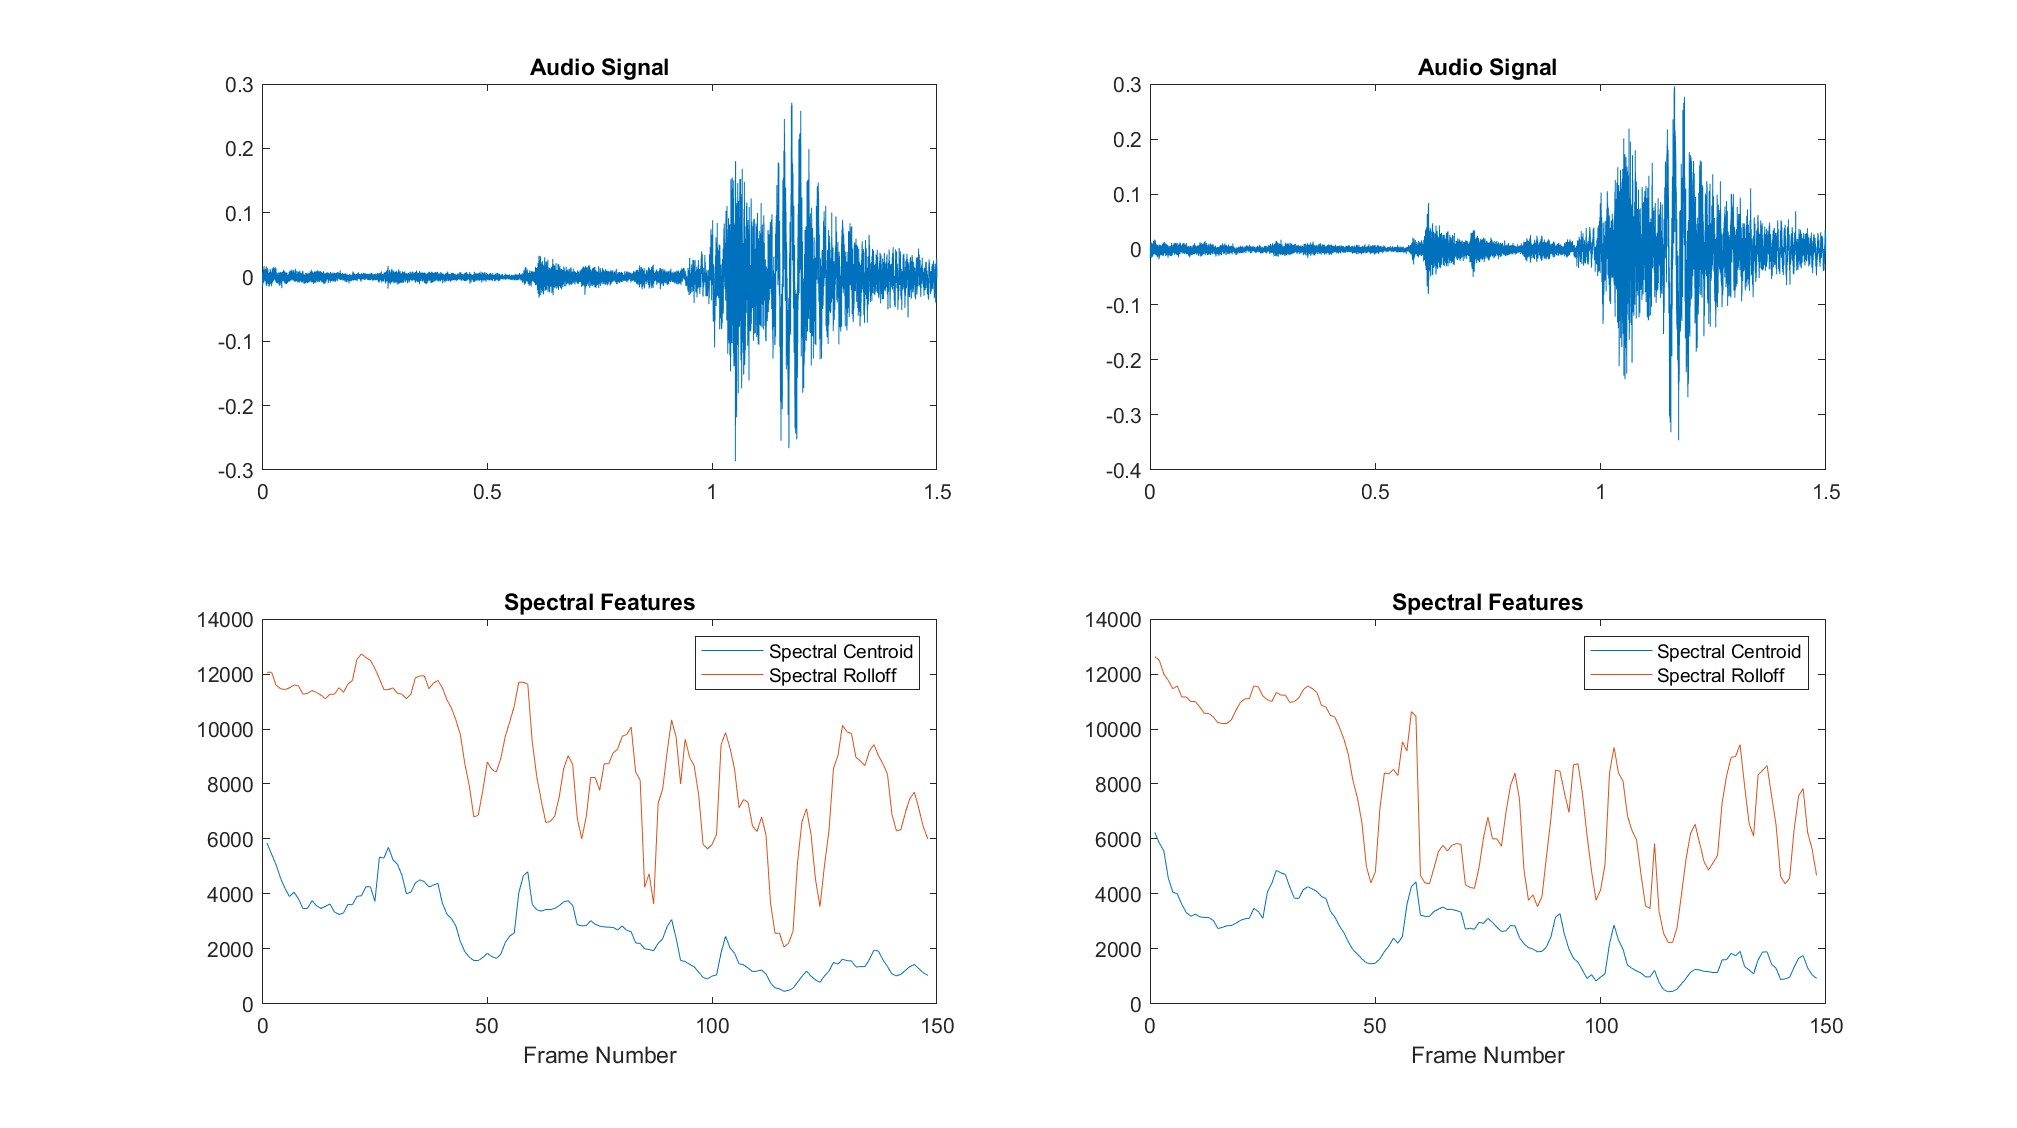 Audio Signal
0.3
0.2
0.1
0
-0.1
-0.2
-0.3
0 0.5 1 1.5
Audio Signal
0.3
0.2
0.1
0
-0.1
-0.2
-0.3
-0.4
0 0.5 1 1.5
Spectral Features
14000
12000
10000
8000
6000
4000
2000
0
Spectral Centroid
Spectral Rolloff
0 50 100 150
Frame Number
Spectral Features
14000
12000
10000
8000
6000
4000
2000
0
Spectral Centroid
Spectral Rolloff
0 50 100 150
Frame Number